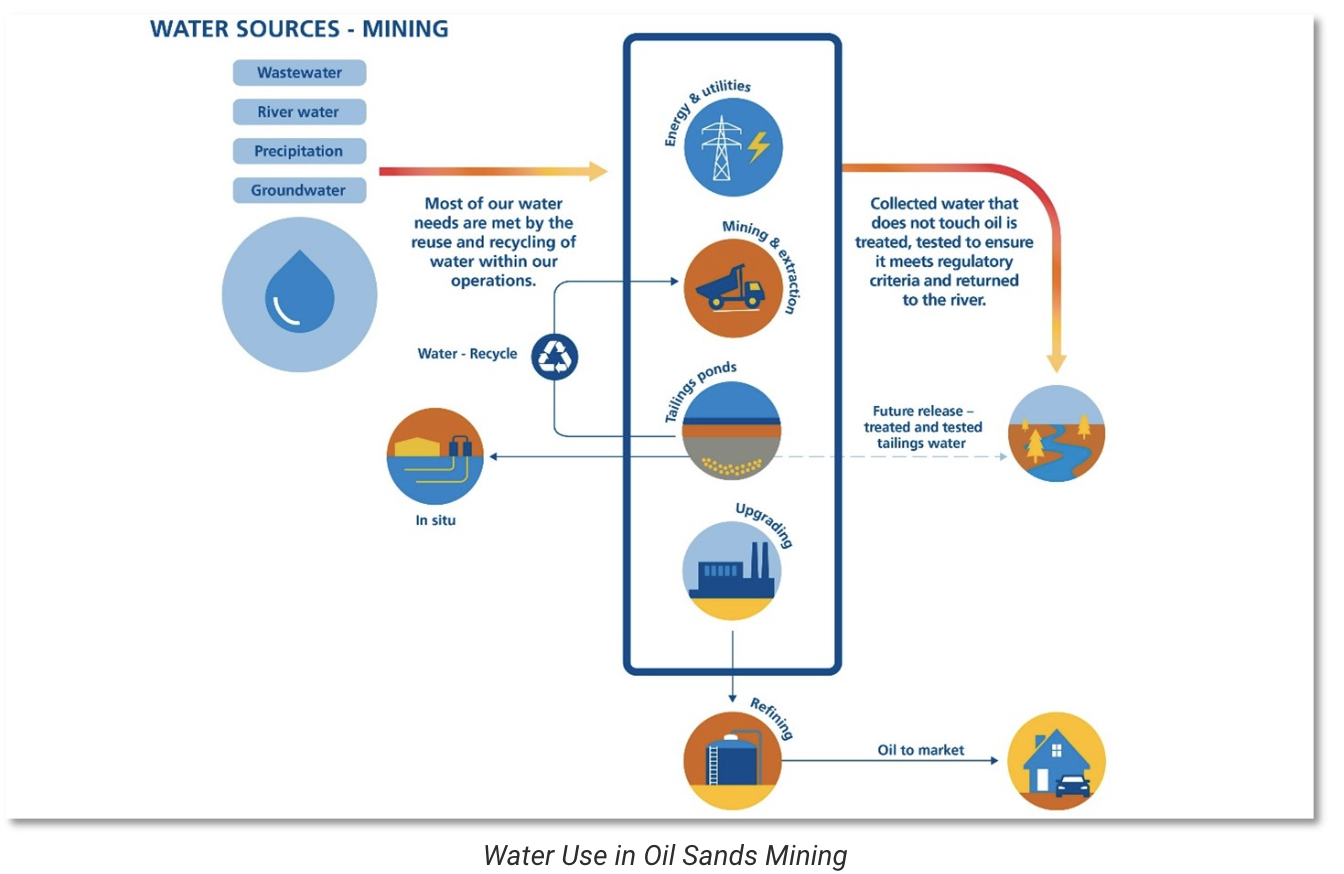 WATER SOURCES - MINING
Wastewater
River water
Precipitation
Groundwater
Most of our water
needs are met by the
reuse and recycling of
water within our
operations.
Energy & utilities
Mining & extraction
Collected water that
does not touch oil is
treated, tested to ensure
it meets regulatory
criteria and returned
to the river.
Water - Recycle
Tailings ponds
Future release –
treated and tested
tailings water
In situ
Upgrading
Refining
Oil to market
Water Use in Oil Sands Mining